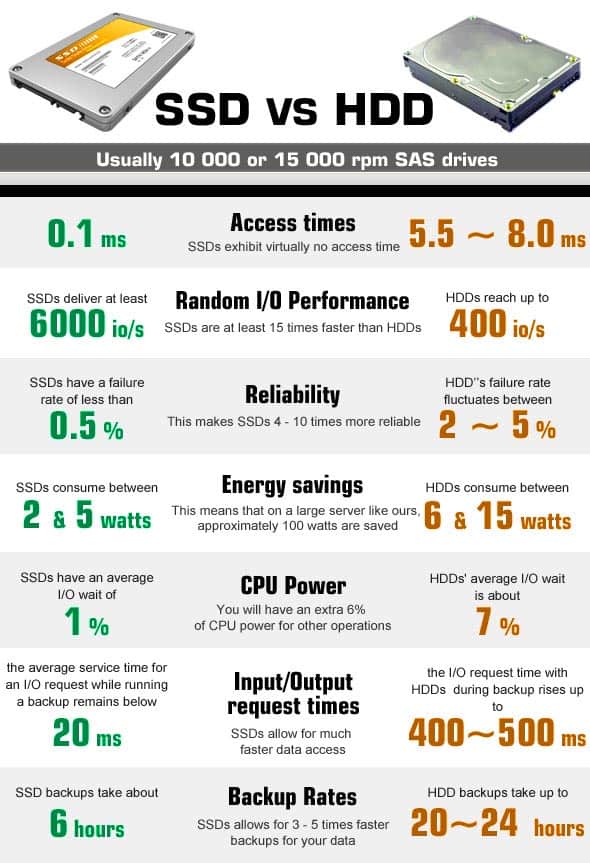 SSD
SSD vs HDD
Usually 10 000 or 15 000 rpm SAS drives
0.1 ms
Access times
SSDs exhibit virtually no access time
5.5 ~ 8.0 ms
SSDs deliver at least
6000 io/s
Random I/O Performance
SSDs are at least 15 times faster than HDDs
HDDs reach up to
400 io/s
SSDs have a failure
rate of less than
0.5 %
Reliability
This makes SSDs 4 - 10 times more reliable
HDD''s failure rate
fluctuates between
2 ~ 5 %
SSDs consume between
2 & 5 watts
Energy savings
This means that on a large server like ours,
approximately 100 watts are saved
HDDs consume between
6 & 15 watts
SSDs have an average
I/O wait of
1 %
CPU Power
You will have an extra 6%
of CPU power for other operations
HDDs' average I/O wait
is about
7 %
the average service time for
an I/O request while running
a backup remains below
20 ms
Input/Output
request times
SSDs allow for much
faster data access
the I/O request time with
HDDs during backup rises up
to
400~500 ms
SSD backups take about
6 hours
Backup Rates
SSDs allows for 3 - 5 times faster
backups for your data
HDD backups take up to
20~24 hours